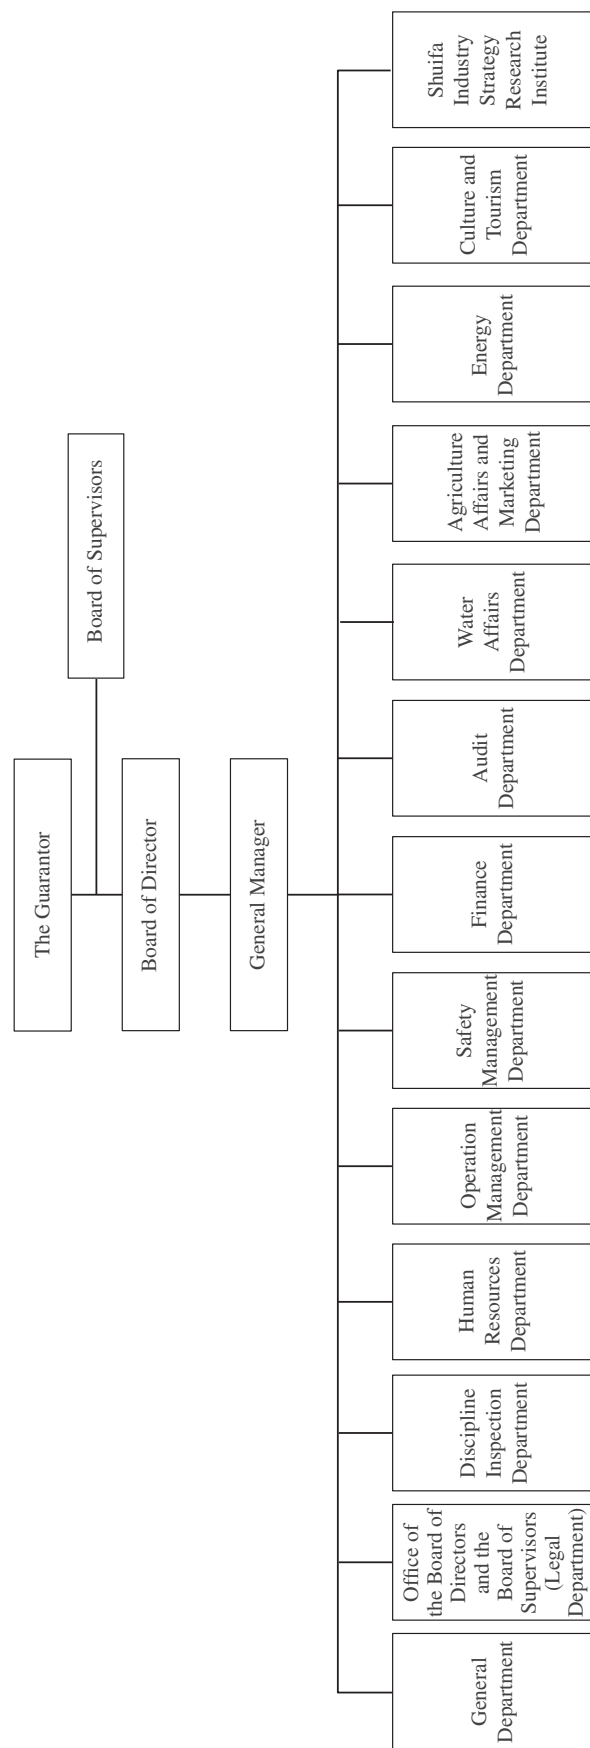 The Guarantor
Board of Supervisors
Board of Director
General Manager
General
Department
Office of
the Board of
Directors
and the
Board of
Supervisors
(Legal
Department)
Discipline
Inspection
Department
Human
Resources
Department
Operation
Management
Department
Safety
Management
Department
Finance
Department
Audit
Department
Water
Affairs
Department
Agriculture
Affairs and
Marketing
Department
Energy
Department
Culture and
Tourism
Department
Shuifa
Industry
Strategy
Research
Institute